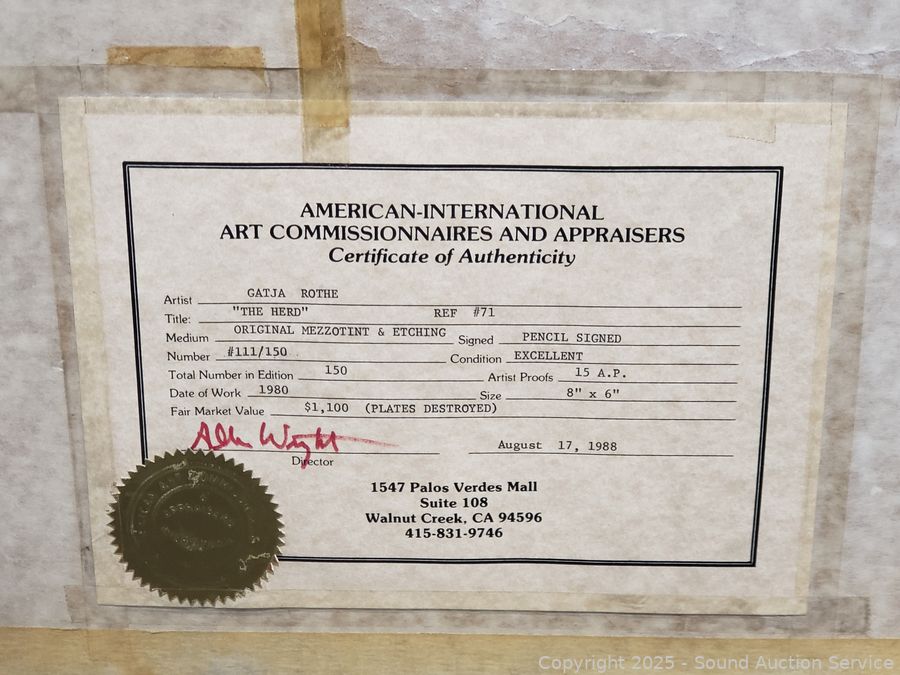 AMERICAN-INTERNATIONAL
ART COMMISSIONNAIRES AND APPRAISERS
Certificate of Authenticity
Artist GATJA ROTHE
Title: "THE HERD" REF #71
Medium ORIGINAL MEZZOTINT & ETCHING Signed PENCIL SIGNED
Number #111/150 Condition EXCELLENT
Total Number in Edition 150 Artist Proofs 15 A.P.
Date of Work 1980 Size 8" x 6"
Fair Market Value $1,100 (PLATES DESTROYED)
Allen Wright August 17, 1988
Director
1547 Palos Verdes Mall
Suite 108
Walnut Creek, CA 94596
415-831-9746
Copyright 2025 - Sound Auction Service